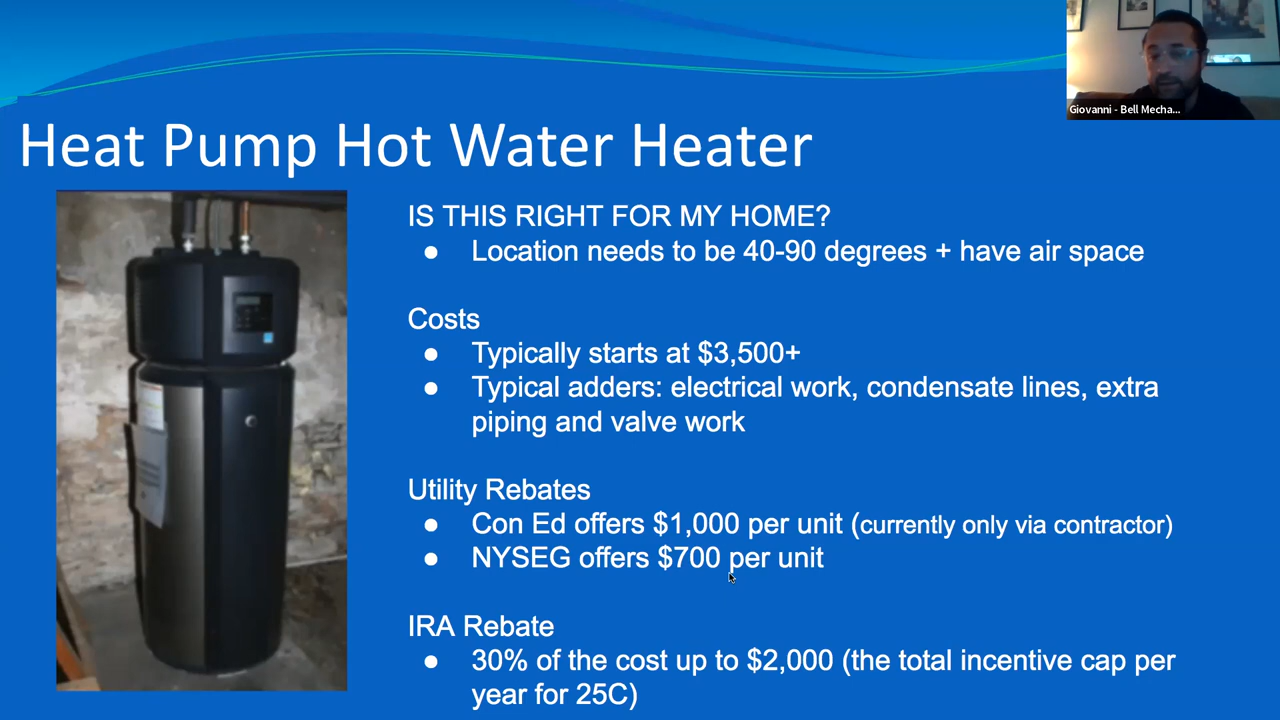 Giovanni - Bell Mecha...
Heat Pump Hot Water Heater
IS THIS RIGHT FOR MY HOME?
● Location needs to be 40-90 degrees + have air space
Costs
● Typically starts at $3,500+
● Typical adders: electrical work, condensate lines, extra
piping and valve work
Utility Rebates
● Con Ed offers $1,000 per unit (currently only via contractor)
● NYSEG offers $700 per unit
IRA Rebate
● 30% of the cost up to $2,000 (the total incentive cap per
year for 25C)